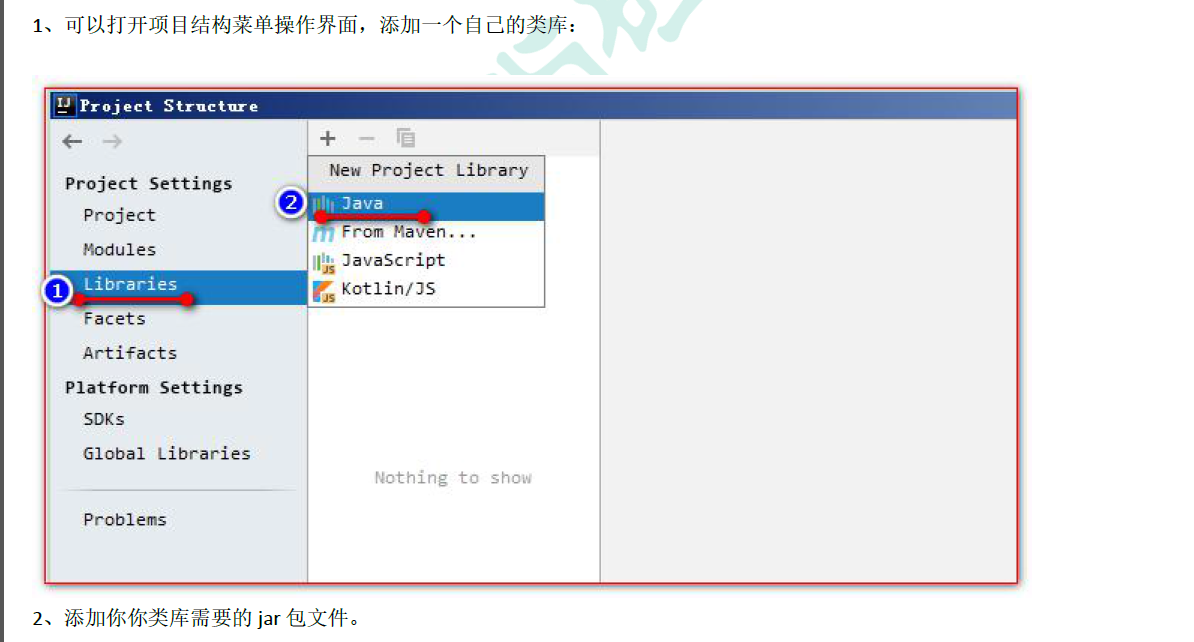 1、可以打开项目结构菜单操作界面，添加一个自己的类库：
IJ Project Structure
Project Settings
Project
Modules
1 Libraries
Facets
Artifacts
Platform Settings
SDKs
Global Libraries
Problems
New Project Library
2 Java
From Maven...
JS JavaScript
JS Kotlin/JS
Nothing to show
2、添加你你类库需要的 jar 包文件。